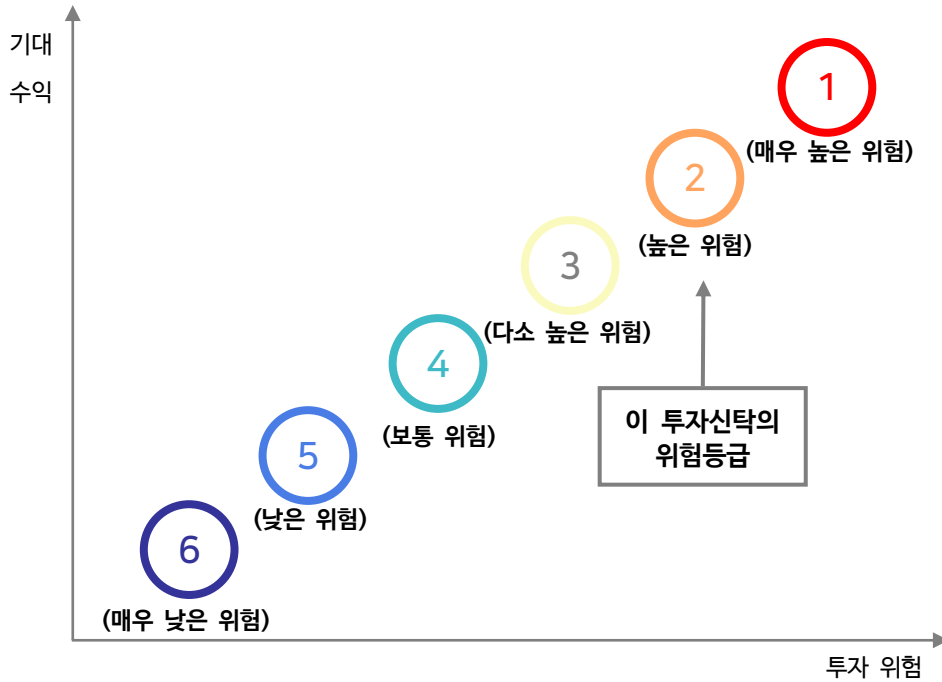 기대
수익
1
(매우 높은 위험)
2
(높은 위험)
3
(다소 높은 위험)
4
(보통 위험)
이 투자신탁의
위험등급
5
(낮은 위험)
6
(매우 낮은 위험)
투자 위험